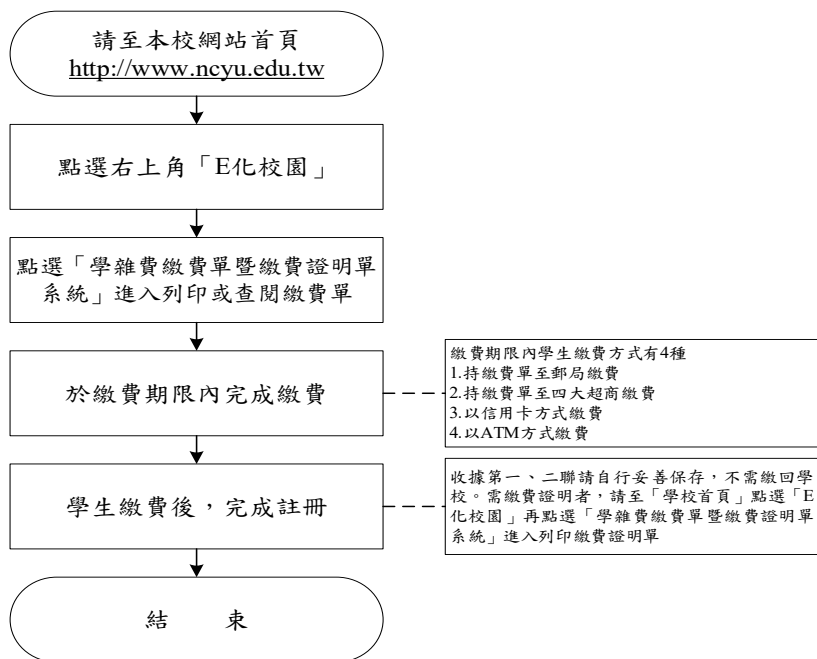 請至本校網站首頁
http://www.ncyu.edu.tw
點選右上角「E化校園」
點選「學雜費繳費單暨繳費證明單
系統」進入列印或查閱繳費單
於繳費期限內完成繳費
繳費期限內學生繳費方式有4種
1.持繳費單至郵局繳費
2.持繳費單至四大超商繳費
3.以信用卡方式繳費
4.以ATM方式繳費
學生繳費後，完成註冊
收據第一、二聯請自行妥善保存，不需繳回學
校。需繳費證明者，請至「學校首頁」點選「E
化校園」再點選「學雜費繳費單暨繳費證明單
系統」進入列印繳費證明單
結 束